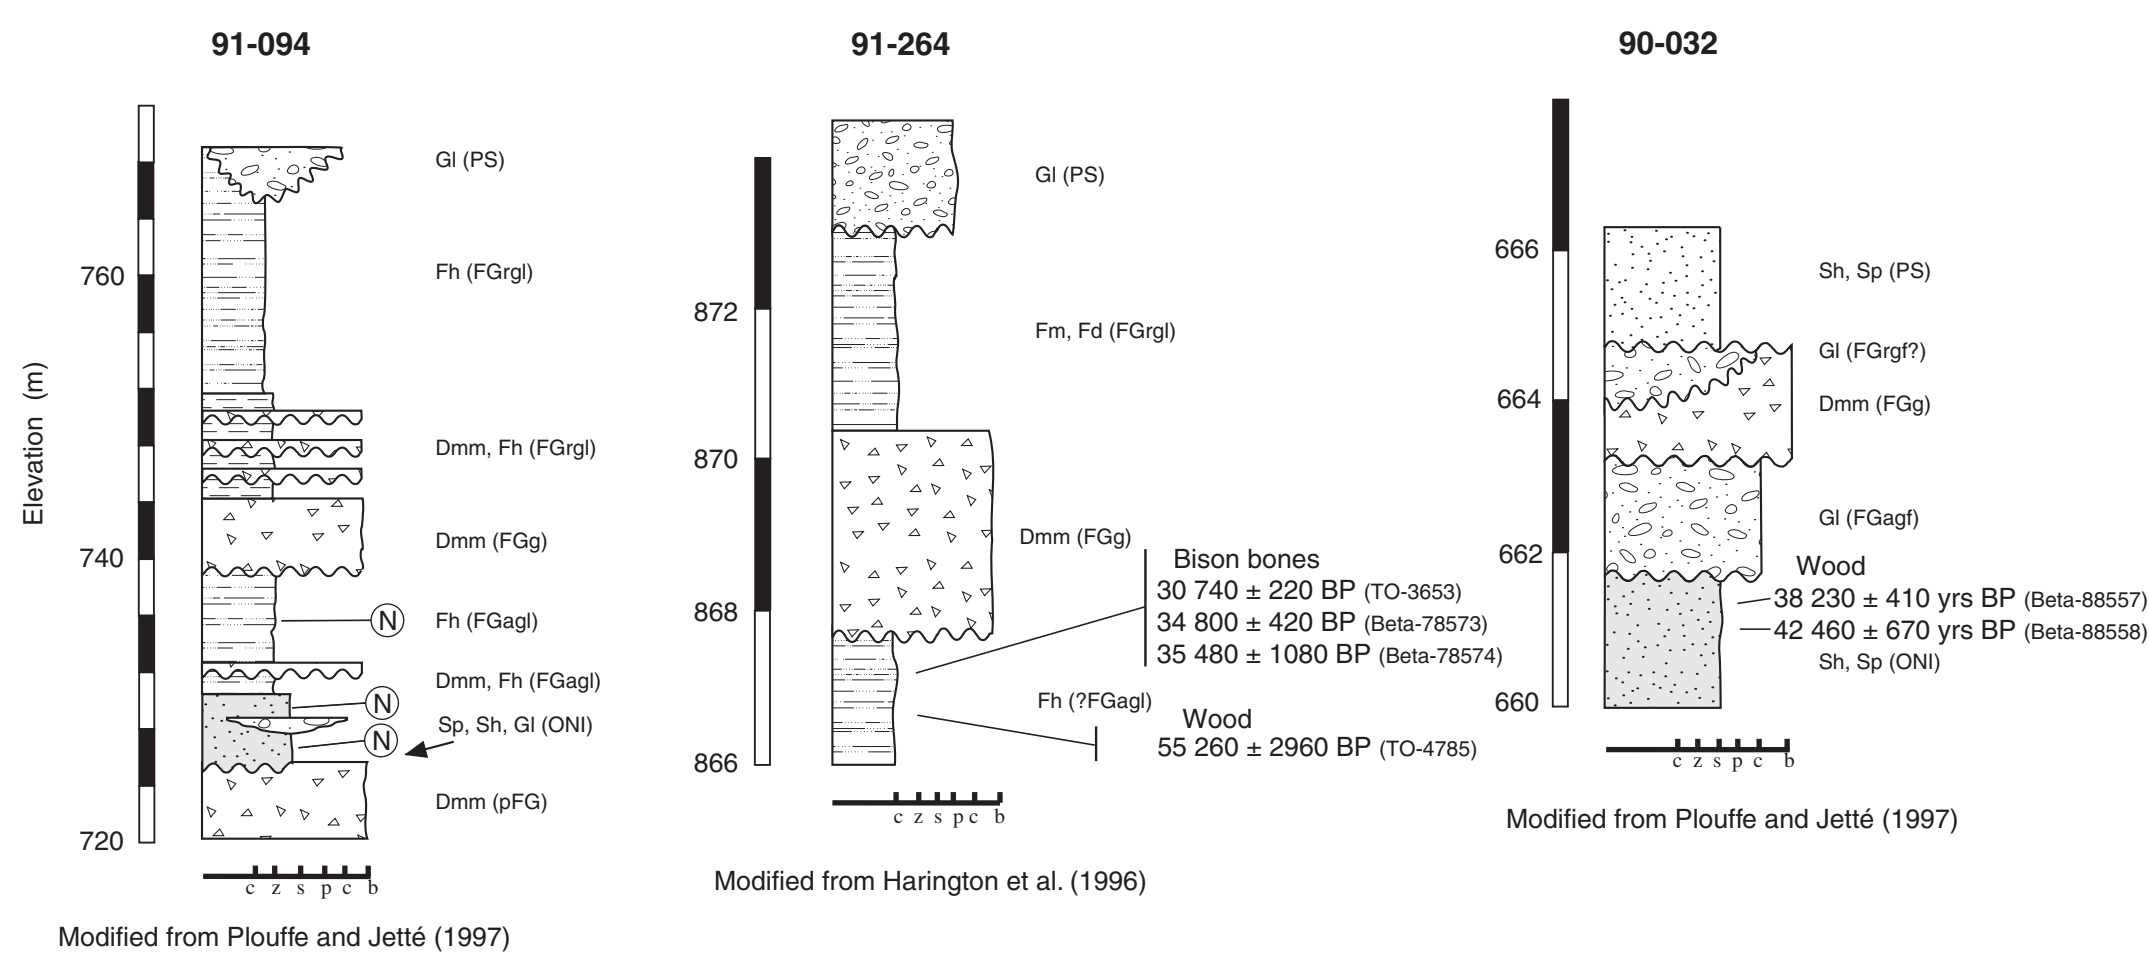 91-094
91-264
90-032
Elevation (m)
760
740
720
Gl (PS)
Fh (FGrgl)
Dmm, Fh (FGrgl)
Dmm (FGg)
N
Fh (FGagl)
Dmm, Fh (FGagl)
N
Sp, Sh, Gl (ONI)
N
Dmm (pFG)
c z s p c b
Modified from Plouffe and Jetté (1997)
872
870
868
866
Gl (PS)
Fm, Fd (FGrgl)
Dmm (FGg)
Bison bones
30 740 ± 220 BP (TO-3653)
34 800 ± 420 BP (Beta-78573)
35 480 ± 1080 BP (Beta-78574)
Fh (?FGagl)
Wood
55 260 ± 2960 BP (TO-4785)
c z s p c b
Modified from Harington et al. (1996)
666
664
662
660
Sh, Sp (PS)
Gl (FGrgf?)
Dmm (FGg)
Gl (FGagf)
Wood
38 230 ± 410 yrs BP (Beta-88557)
42 460 ± 670 yrs BP (Beta-88558)
Sh, Sp (ONI)
c z s p c b
Modified from Plouffe and Jetté (1997)